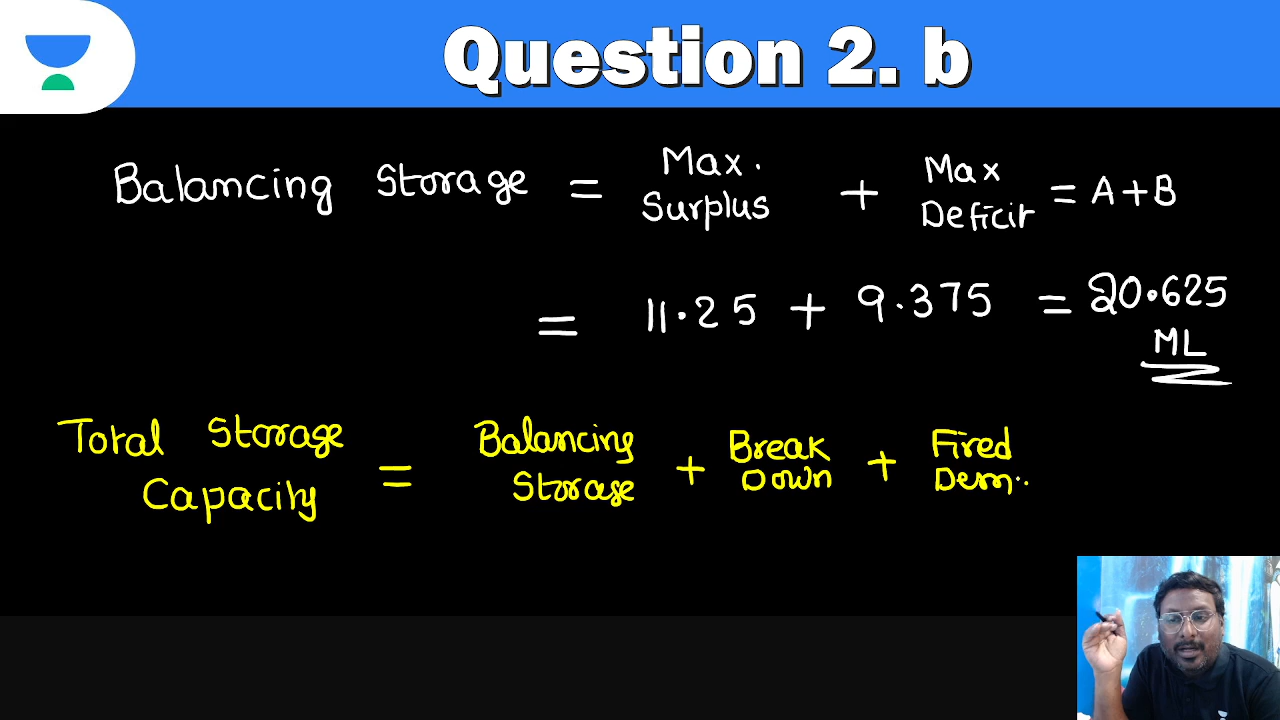 Question 2. b
Balancing Storage = Max. Surplus + Max Deficit = A+B
= 11.25 + 9.375 = 20.625 ML
Total Storage Capacity = Balancing Storage + Break Down + Fired Dem..